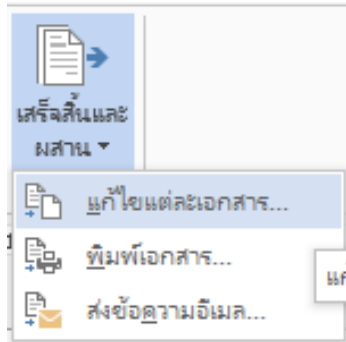 เสร็จสิ้นและ
ผสาน
แก้ไขแต่ละเอกสาร...
พิมพ์เอกสาร...
ส่งข้อความอีเมล...